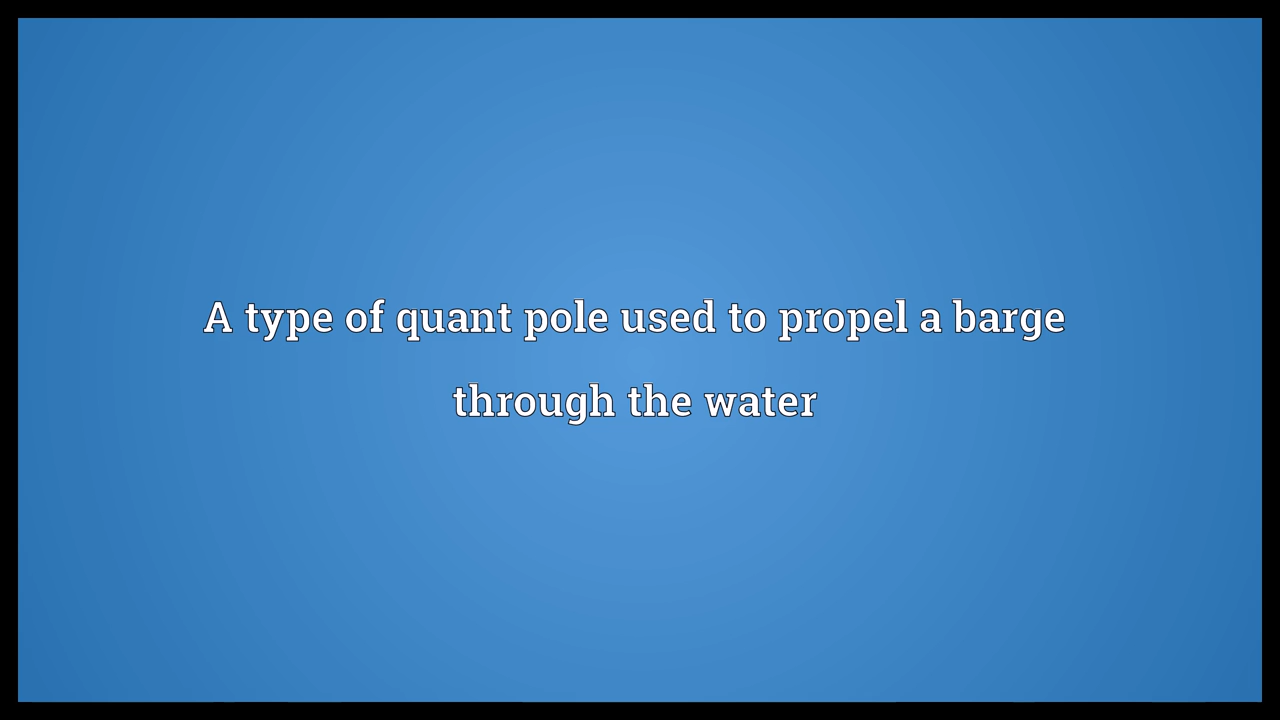 A type of quant pole used to propel a barge
through the water